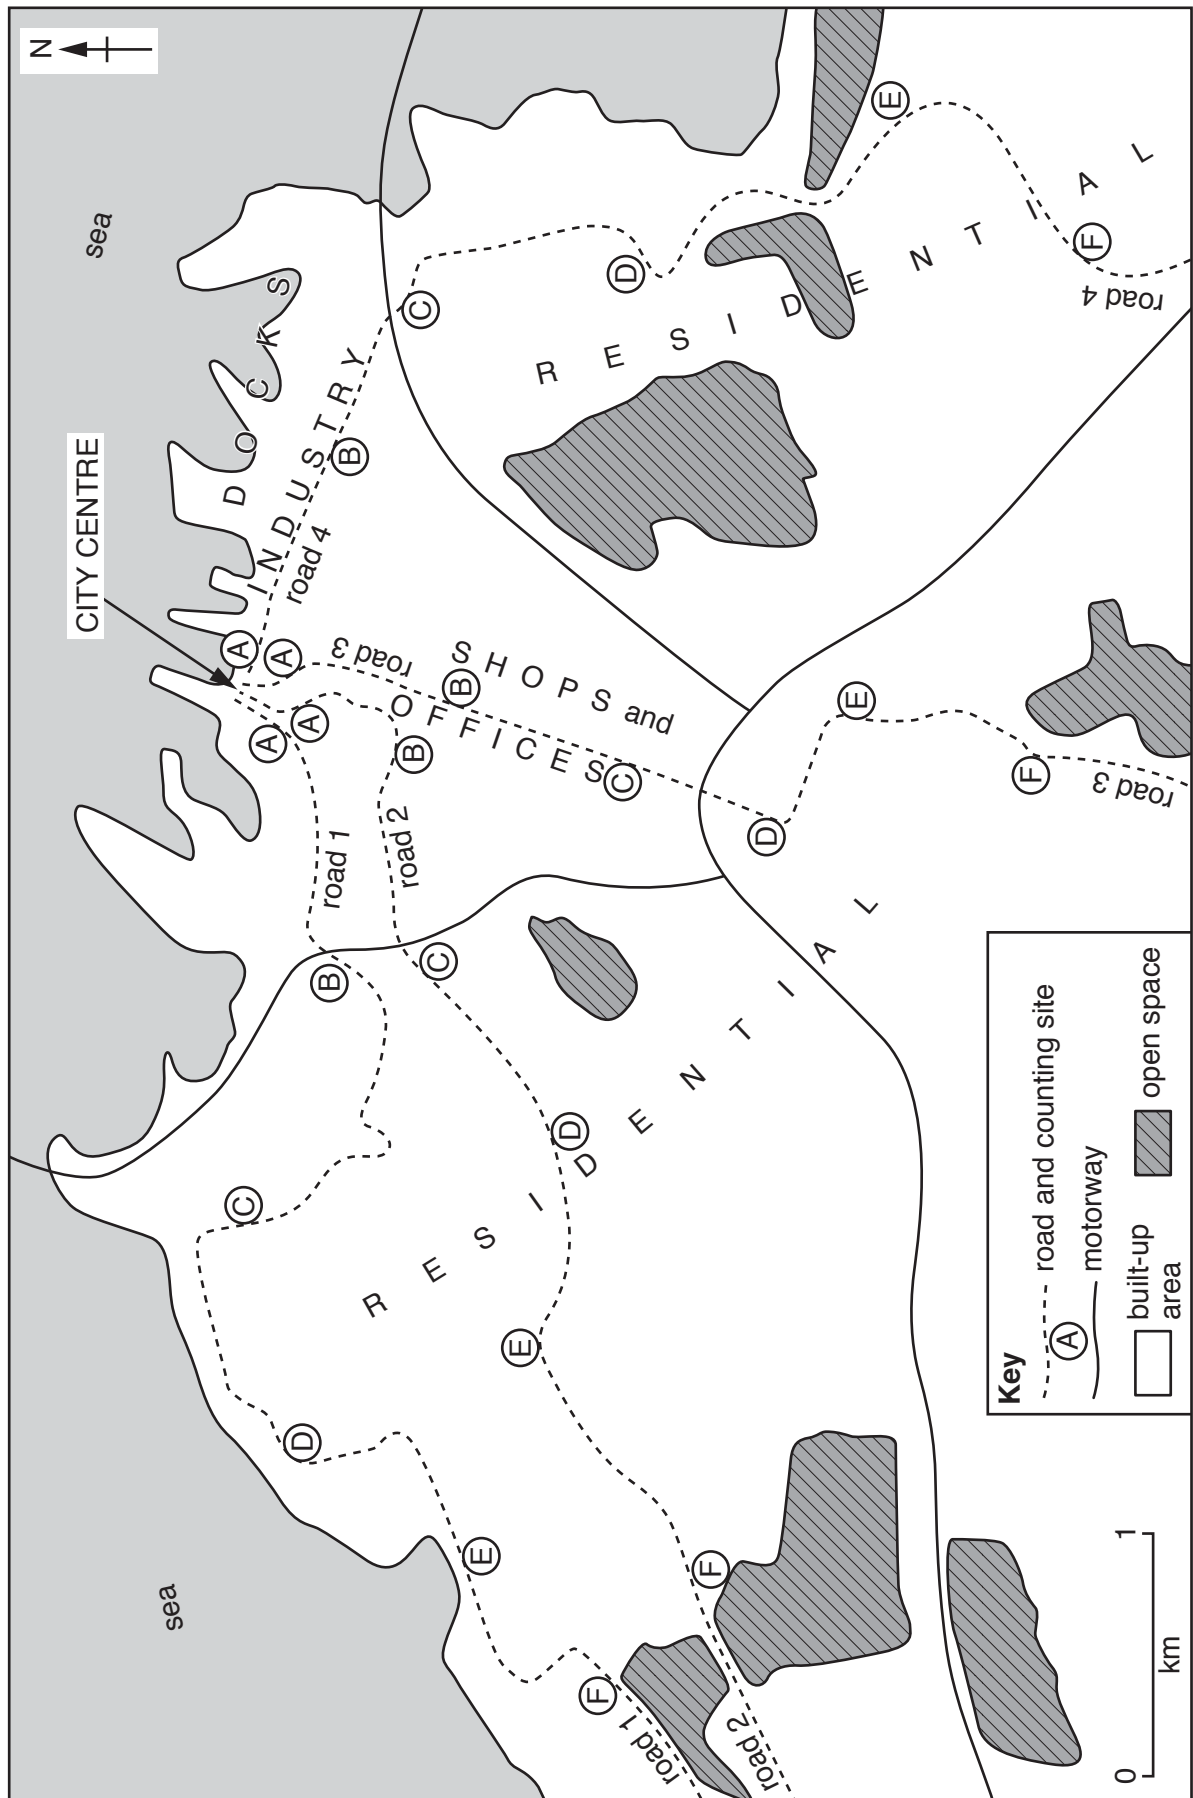 N
CITY CENTRE
sea
sea
DOCKS
INDUSTRY
A
A
A
A
road 4
road 1
road 3
road 2
B
B
B
B
SHOPS and
OFFICES
C
C
C
C
D
D
D
D
RESIDENTIAL
RESIDENTIAL
E
E
E
E
F
F
F
F
road 1
road 2
road 3
road 4
Key
A road and counting site
motorway
built-up area
open space
0 1
km